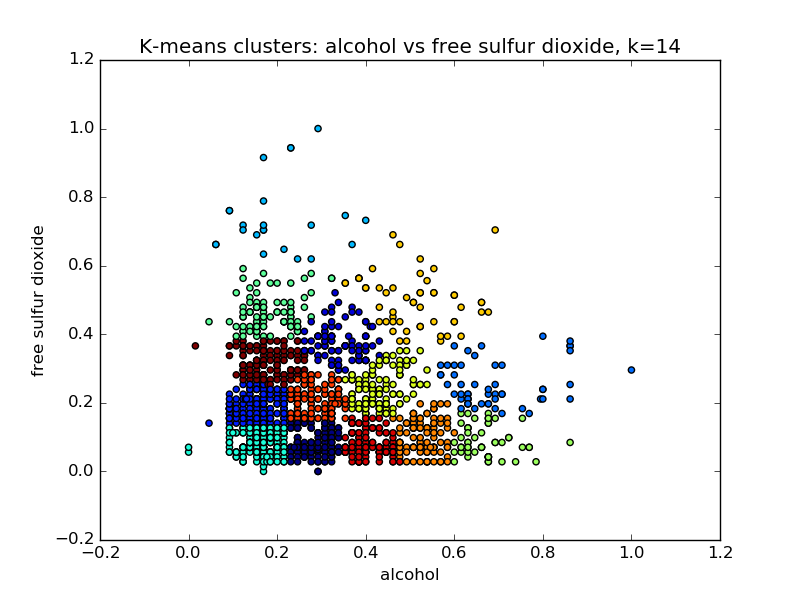 K-means clusters: alcohol vs free sulfur dioxide, k=14
1.2
1.0
0.8
0.6
0.4
0.2
0.0
−0.2
free sulfur dioxide
−0.2 0.0 0.2 0.4 0.6 0.8 1.0 1.2
alcohol